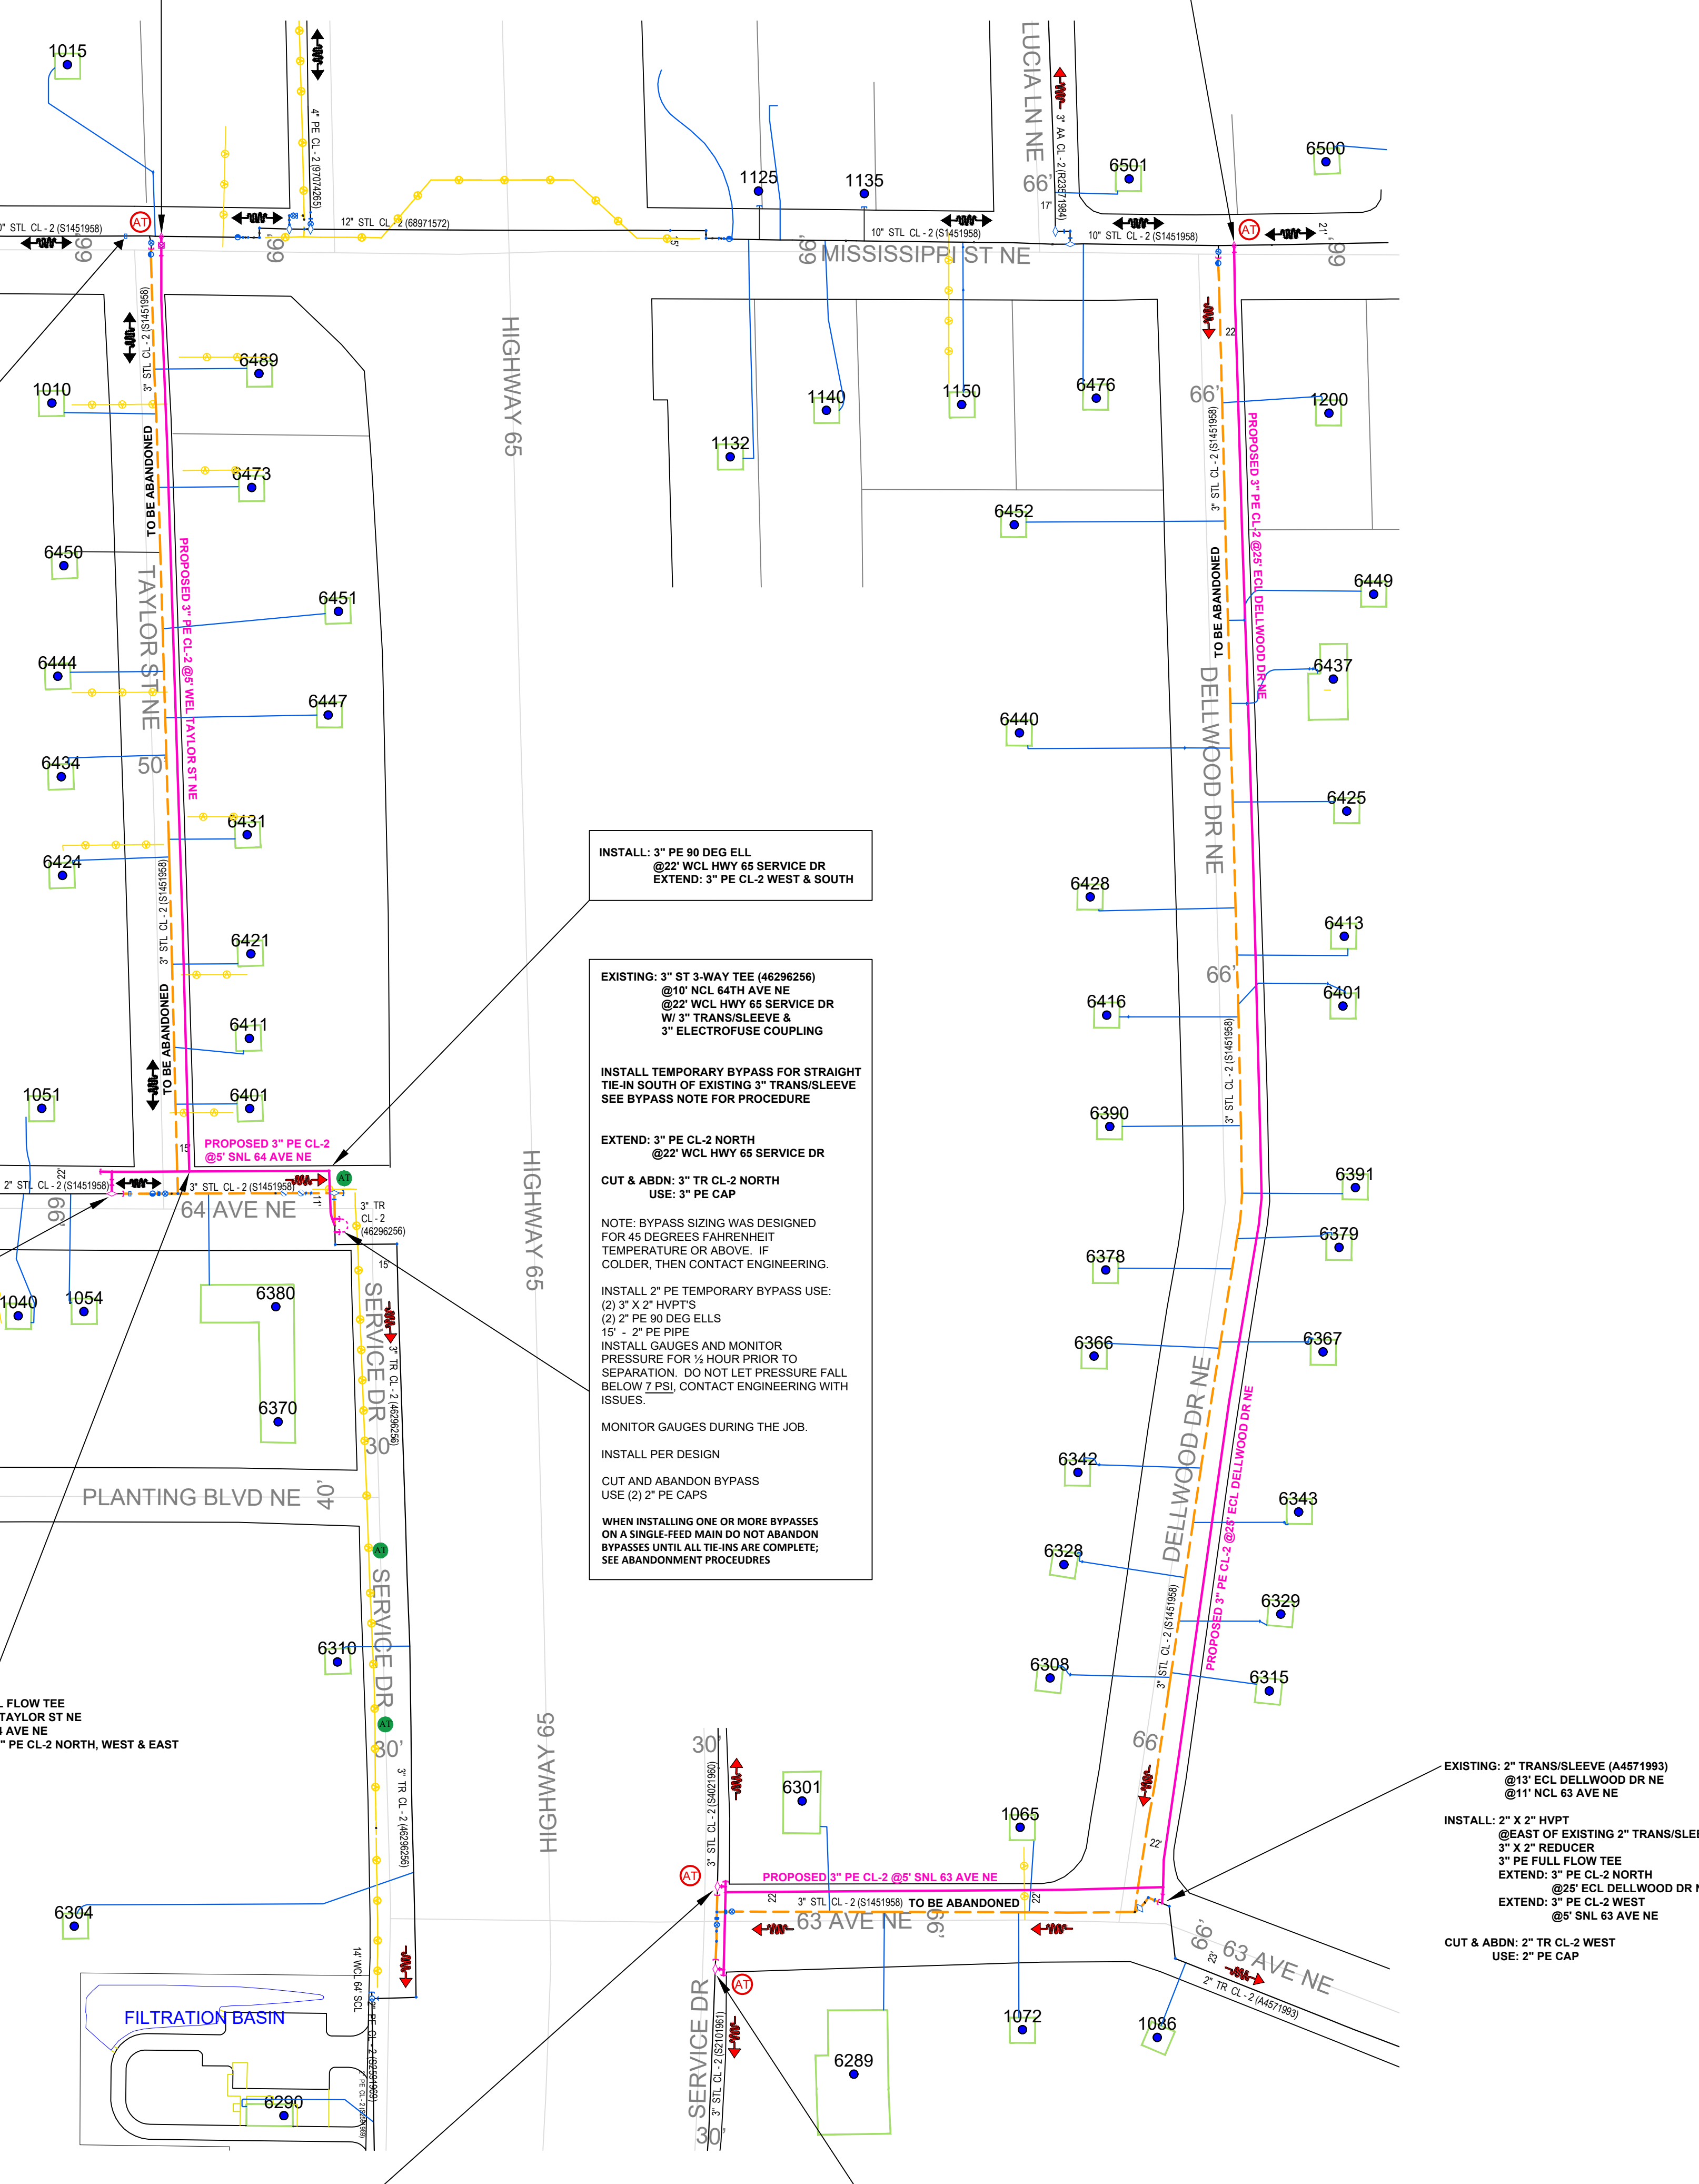 1015
4" PE CL - 2 (97074265)
LUCIA LN NE
3" AA CL - 2 (R23571984)
66'
17'
6501
6500
1125
1135
AT
STL CL - 2 (S1451958)
66'
66'
12" STL CL - 2 (68971572)
5'
66'
10" STL CL - 2 (S1451958)
MISSISSIPPI ST NE
10" STL CL - 2 (S1451958)
AT
21'
66'
3" STL CL - 2 (S1451958)
HIGHWAY 65
22'
6489
1010
1140
1150
6476
66'
1200
TO BE ABANDONED
1132
3" STL CL - 2 (S1451958)
PROPOSED 3" PE CL-2 @25' ECL DELLWOOD DR NE
6473
6452
6450
PROPOSED 3" PE CL-2 @5' WEL TAYLOR ST NE
TAYLOR ST NE
TO BE ABANDONED
6449
6451
6444
6437
6447
DELLWOOD DR NE
6440
50'
6434
6425
6431
6424
INSTALL: 3" PE 90 DEG ELL
@22' WCL HWY 65 SERVICE DR
EXTEND: 3" PE CL-2 WEST & SOUTH
3" STL CL - 2 (S1451958)
6428
6421
6413
66'
EXISTING: 3" ST 3-WAY TEE (46296256)
@10' NCL 64TH AVE NE
@22' WCL HWY 65 SERVICE DR
W/ 3" TRANS/SLEEVE &
3" ELECTROFUSE COUPLING
TO BE ABANDONED
6416
6401
6411
3" STL CL - 2 (S1451958)
INSTALL TEMPORARY BYPASS FOR STRAIGHT
TIE-IN SOUTH OF EXISTING 3" TRANS/SLEEVE
SEE BYPASS NOTE FOR PROCEDURE
1051
6401
6390
15'
PROPOSED 3" PE CL-2
@5' SNL 64 AVE NE
EXTEND: 3" PE CL-2 NORTH
@22' WCL HWY 65 SERVICE DR
HIGHWAY 65
22'
AT
2" STL CL - 2 (S1451958)
3" STL CL - 2 (S1451958)
11'
CUT & ABDN: 3" TR CL-2 NORTH
USE: 3" PE CAP
6391
66'
64 AVE NE
3" TR
CL - 2
(46296256)
NOTE: BYPASS SIZING WAS DESIGNED
FOR 45 DEGREES FAHRENHEIT
TEMPERATURE OR ABOVE. IF
COLDER, THEN CONTACT ENGINEERING.
6379
6378
15'
1040
1054
6380
SERVICE DR
INSTALL 2" PE TEMPORARY BYPASS USE:
(2) 3" X 2" HVPT'S
(2) 2" PE 90 DEG ELLS
15' - 2" PE PIPE
INSTALL GAUGES AND MONITOR
PRESSURE FOR ½ HOUR PRIOR TO
SEPARATION. DO NOT LET PRESSURE FALL
BELOW 7 PSI, CONTACT ENGINEERING WITH
ISSUES.
6366
6367
3" TR CL - 2 (46296256)
6370
30'
MONITOR GAUGES DURING THE JOB.
DELLWOOD DR NE
PROPOSED 3" PE CL-2 @25' ECL DELLWOOD DR NE
INSTALL PER DESIGN
6342
PLANTING BLVD NE
40'
CUT AND ABANDON BYPASS
USE (2) 2" PE CAPS
6343
WHEN INSTALLING ONE OR MORE BYPASSES
ON A SINGLE-FEED MAIN DO NOT ABANDON
BYPASSES UNTIL ALL TIE-INS ARE COMPLETE;
SEE ABANDONMENT PROCEUDRES
AT
6328
SERVICE DR
3" STL CL - 2 (S1451958)
6329
6310
6308
6315
FLOW TEE
TAYLOR ST NE
AVE NE
" PE CL-2 NORTH, WEST & EAST
AT
30'
HIGHWAY 65
30'
66'
3" TR CL - 2 (46296256)
3" STL CL - 2 (S4021960)
6301
1065
EXISTING: 2" TRANS/SLEEVE (A4571993)
@13' ECL DELLWOOD DR NE
@11' NCL 63 AVE NE
INSTALL: 2" X 2" HVPT
@EAST OF EXISTING 2"
3" X 2" REDUCER
3" PE FULL FLOW TEE
EXTEND: 3" PE CL-2 NORTH
@25' ECL DELLWOOD DR
EXTEND: 3" PE CL-2 WEST
@5' SNL 63 AVE NE
CUT & ABDN: 2" TR CL-2 WEST
USE: 2" PE CAP
22'
AT
PROPOSED 3" PE CL-2 @5' SNL 63 AVE NE
22'
3" STL CL - 2 (S1451958)
TO BE ABANDONED
22'
63 AVE NE
66'
66'
63 AVE NE
23'
2" TR CL - 2 (A4571993)
6304
14' WCL 64' SCL
2" PE CL - 2 (S2591969)
AT
SERVICE DR
3" STL CL - 2 (S2101961)
30'
FILTRATION BASIN
6290
6289
1072
1086